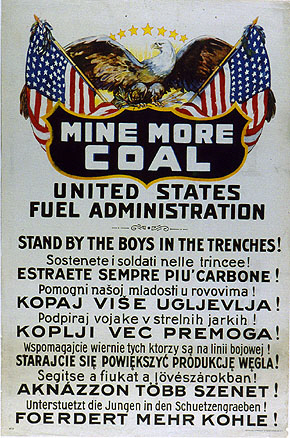 MINE MORE
COAL
UNITED STATES
FUEL ADMINISTRATION
STAND BY THE BOYS IN THE TRENCHES!
Sostenete i soldati nelle trincee!
ESTRAETE SEMPRE PIU' CARBONE!
Pomogni našoj mladosti u rovovima!
KOPAJ VIŠE UGLJEVLJA!
Podpiraj vojake v strelnih jarkih!
KOPLJI VEC PREMOGA!
Wspomagajcie wiernie tych ktorzy są na linii bojowej!
STARAJCIE SIĘ POWIĘKSZYĆ PRODUKCJĘ WĘGLA!
Segitse a fiukat a lövészárokban!
AKNÁZZON TÖBB SZENET!
Unterstuetzt die Jungen in den Schuetzengraeben!
FOERDERT MEHR KOHLE!